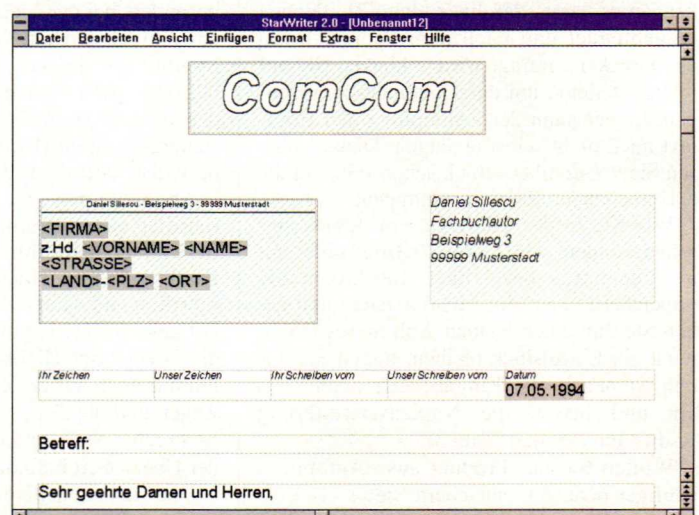 StarWriter 2.0 - [Unbenannt12]
Datei Bearbeiten Ansicht Einfügen Format Extras Fenster Hilfe
ComCom
Daniel Sillescu - Beispielweg 3 - 99999 Musterstadt
<FIRMA>
z.Hd. <VORNAME> <NAME>
<STRASSE>
<LAND>-<PLZ> <ORT>
Daniel Sillescu
Fachbuchautor
Beispielweg 3
99999 Musterstadt
Ihr Zeichen Unser Zeichen Ihr Schreiben vom Unser Schreiben vom Datum
07.05.1994
Betreff:
Sehr geehrte Damen und Herren,